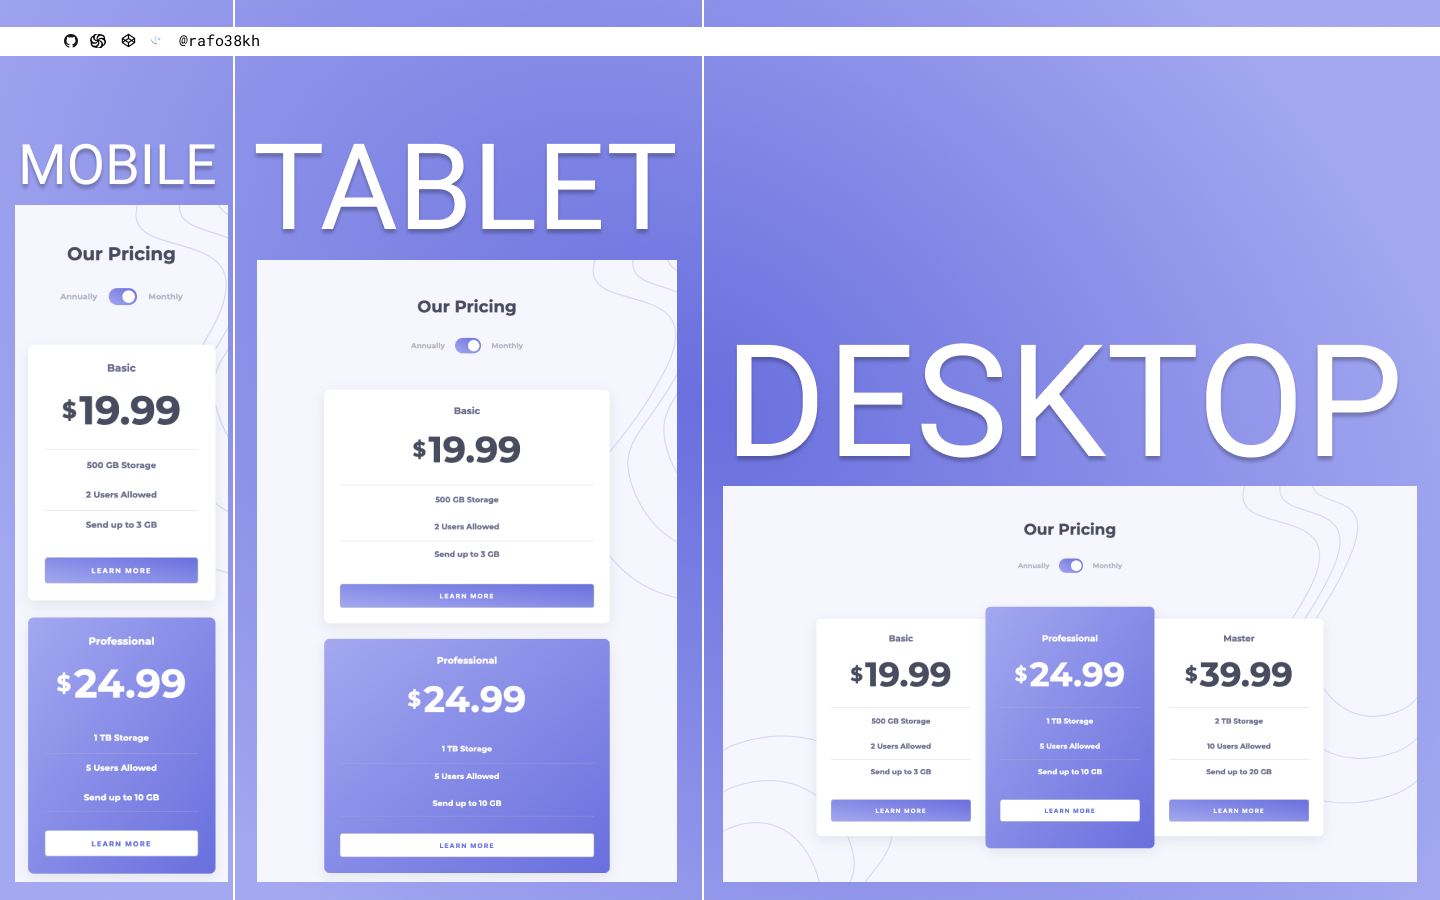 @rafo38kh
MOBILE
Our Pricing
Annually Monthly
Basic
$19.99
500 GB Storage
2 Users Allowed
Send up to 3 GB
LEARN MORE
Professional
$24.99
1 TB Storage
5 Users Allowed
Send up to 10 GB
LEARN MORE
TABLET
Our Pricing
Annually Monthly
Basic
$19.99
500 GB Storage
2 Users Allowed
Send up to 3 GB
LEARN MORE
Professional
$24.99
1 TB Storage
5 Users Allowed
Send up to 10 GB
LEARN MORE
DESKTOP
Our Pricing
Annually Monthly
Basic
$19.99
500 GB Storage
2 Users Allowed
Send up to 3 GB
LEARN MORE
Professional
$24.99
1 TB Storage
5 Users Allowed
Send up to 10 GB
LEARN MORE
Master
$39.99
2 TB Storage
10 Users Allowed
Send up to 20 GB
LEARN MORE